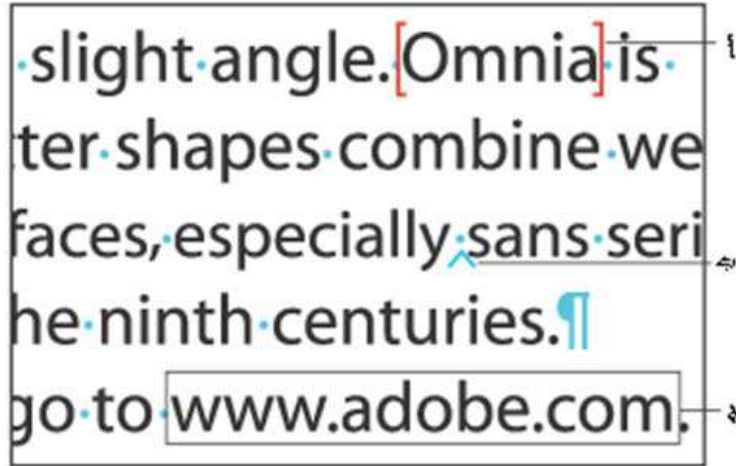 slight angle. [Omnia] is
tter shapes combine we
faces, especially sans seri
he ninth centuries.¶
go to www.adobe.com.